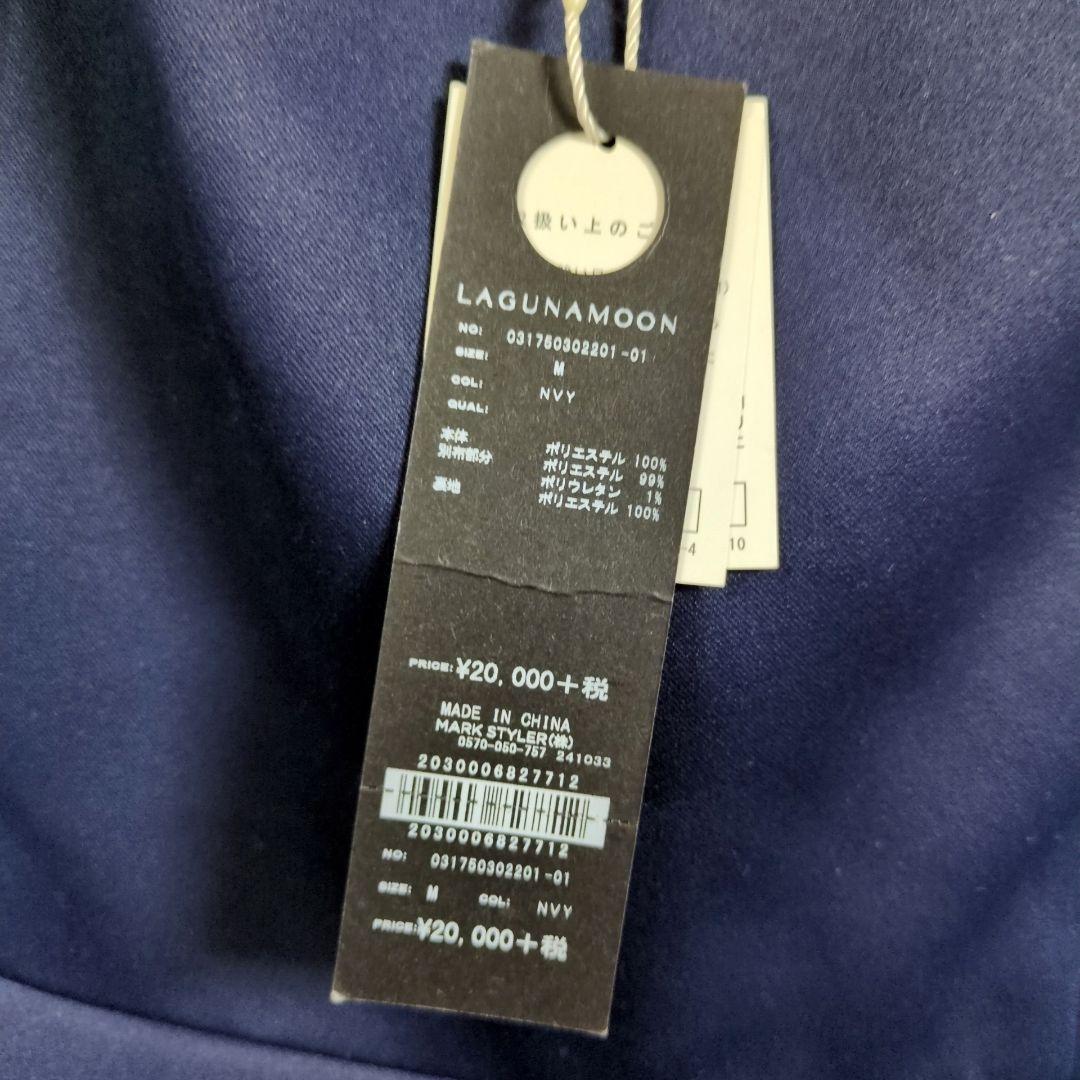 扱い上のご
LAGUNAMOON
NO: 031750302201-01
SIZE: M
COL: NVY
QUAL:
本体 ポリエステル 100%
別布部分 ポリエステル 99%
ポリウレタン 1%
裏地 ポリエステル 100%
-4
10
PRICE: ¥20,000+税
MADE IN CHINA
MARK STYLER(株)
0570-050-757 241033
2030006827712
2030006827712
NO: 031750302201-01
SIZE: M COL: NVY
PRICE: ¥20,000+税